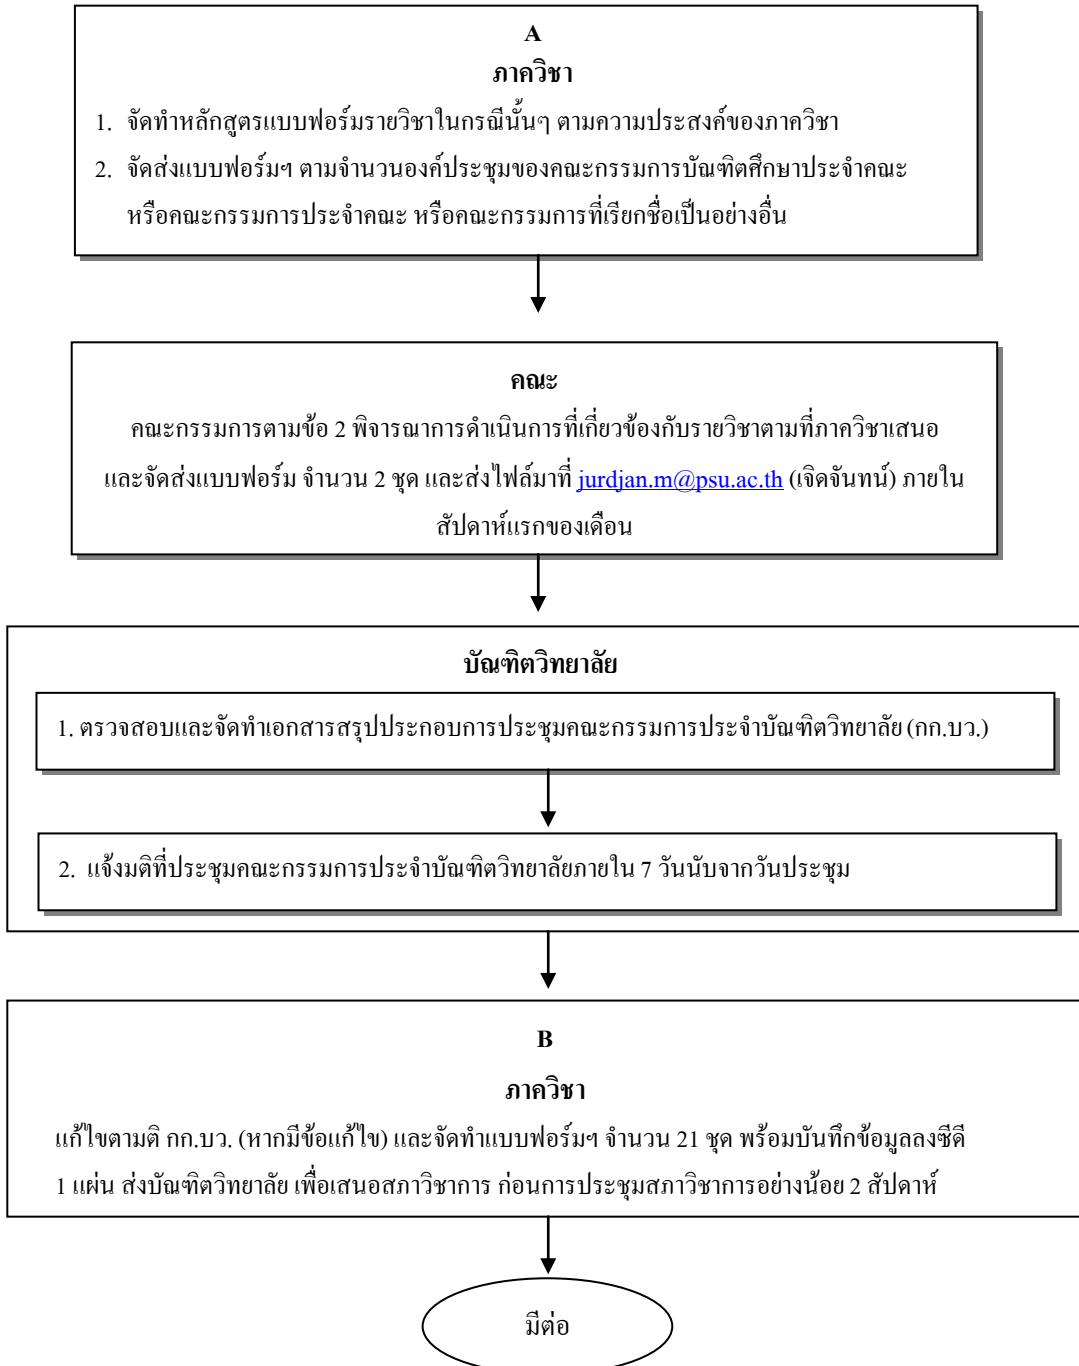 A
ภาควิชา
1. จัดทำหลักสูตรแบบฟอร์มรายวิชาในกรณีนั้นๆ ตามความประสงค์ของภาควิชา
2. จัดส่งแบบฟอร์มฯ ตามจำนวนองค์ประชุมของคณะกรรมการบัณฑิตศึกษาประจำคณะ
หรือคณะกรรมการประจำคณะ หรือคณะกรรมการที่เรียกชื่อเป็นอย่างอื่น
คณะ
คณะกรรมการตามข้อ 2 พิจารณาการดำเนินการที่เกี่ยวข้องกับรายวิชาตามที่ภาควิชาเสนอ
และจัดส่งแบบฟอร์ม จำนวน 2 ชุด และส่งไฟล์มาที่ jurdjan.m@psu.ac.th (เจิดจันทน์) ภายใน
สัปดาห์แรกของเดือน
บัณฑิตวิทยาลัย
1. ตรวจสอบและจัดทำเอกสารสรุปประกอบการประชุมคณะกรรมการประจำบัณฑิตวิทยาลัย (กก.บว.)
2. แจ้งมติที่ประชุมคณะกรรมการประจำบัณฑิตวิทยาลัยภายใน 7 วันนับจากวันประชุม
B
ภาควิชา
แก้ไขตามติ กก.บว. (หากมีข้อแก้ไข) และจัดทำแบบฟอร์มฯ จำนวน 21 ชุด พร้อมบันทึกข้อมูลลงซีดี
1 แผ่น ส่งบัณฑิตวิทยาลัย เพื่อเสนอสภาวิชาการ ก่อนการประชุมสภาวิชาการอย่างน้อย 2 สัปดาห์
มีต่อ